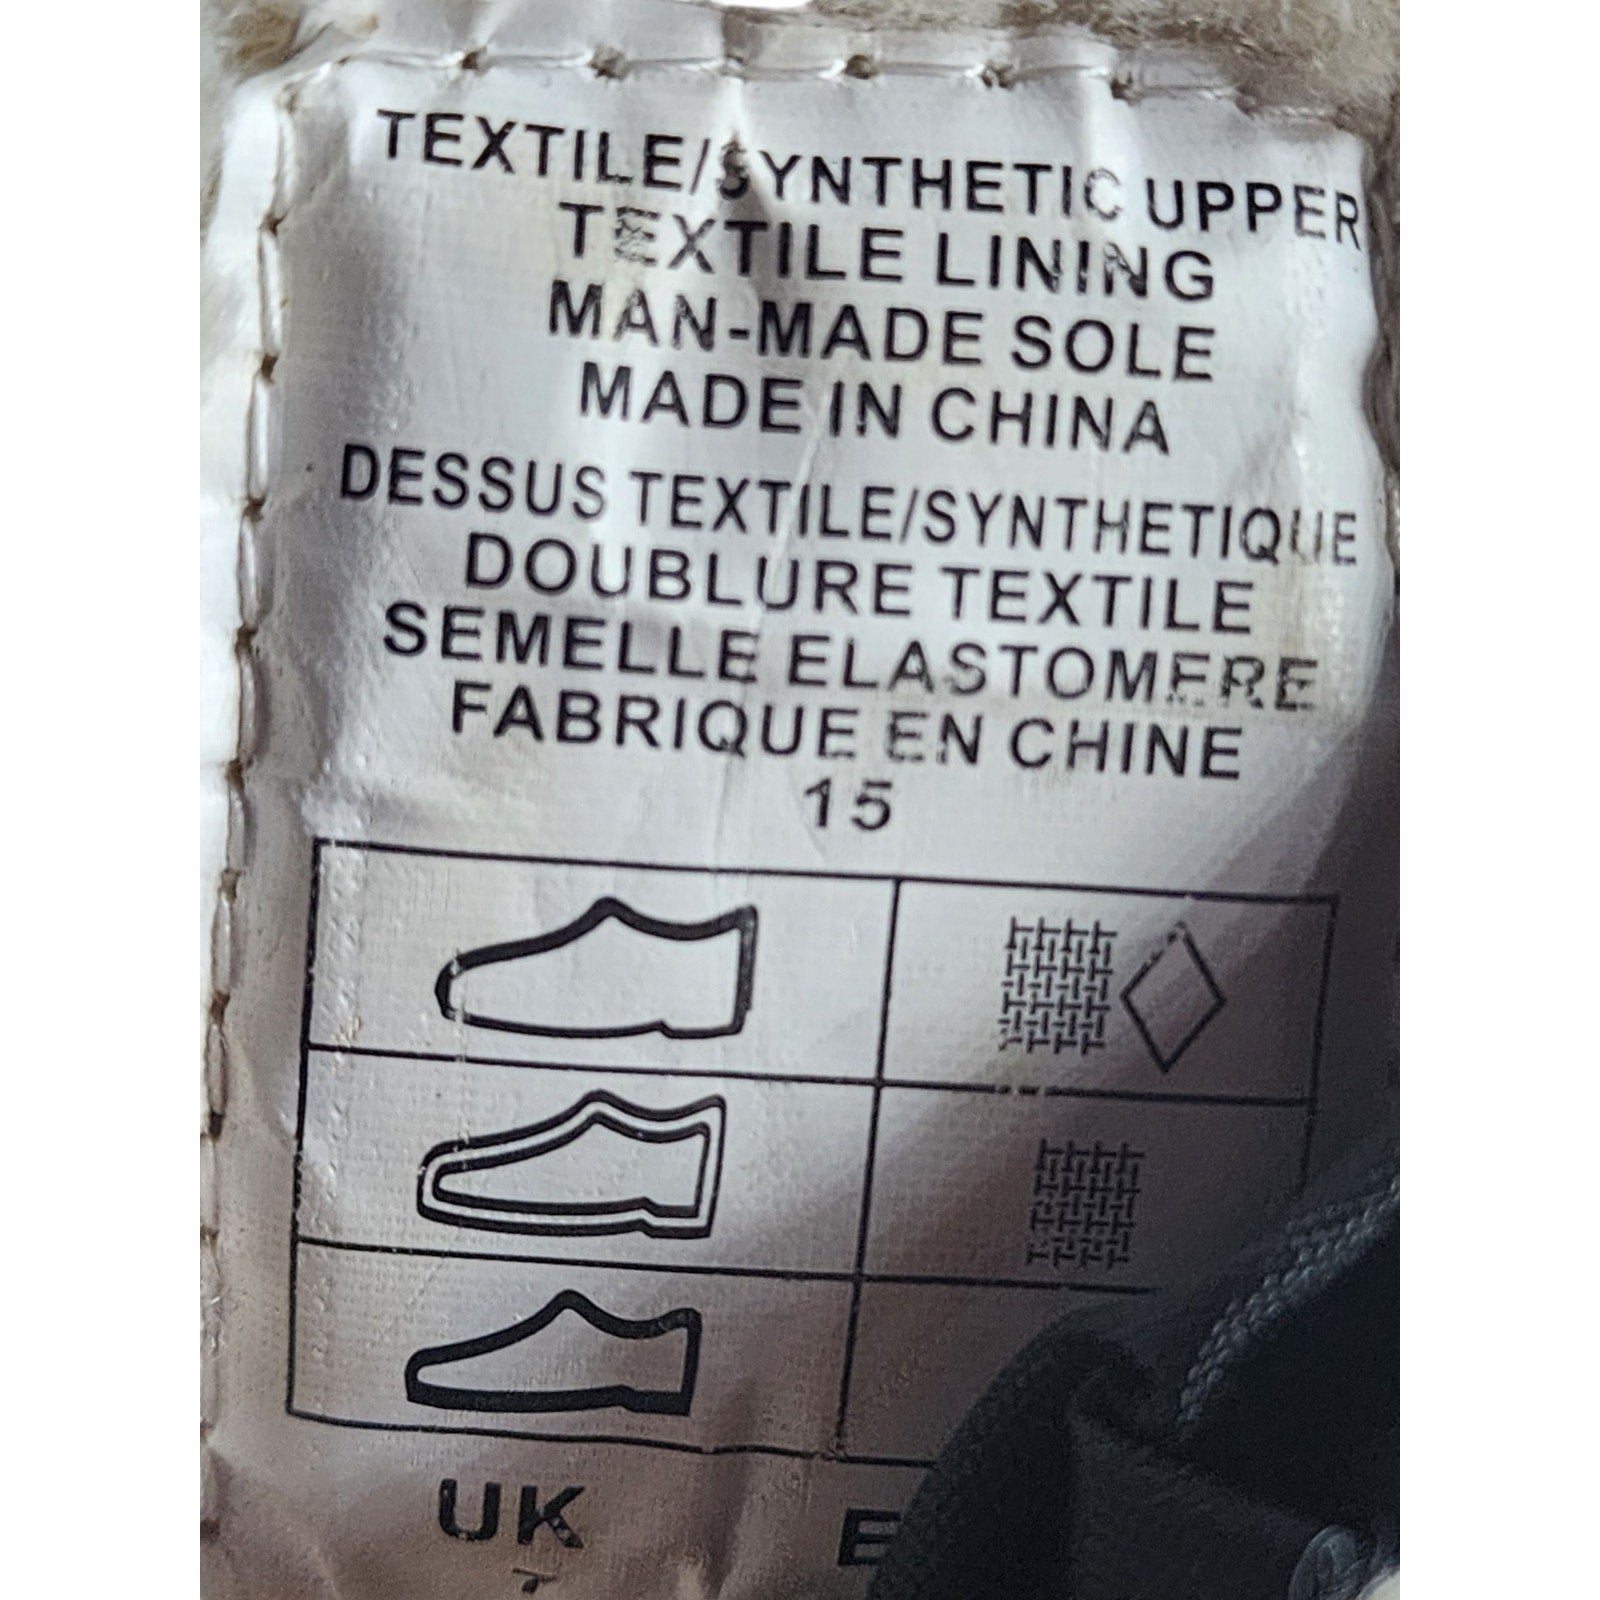 TEXTILE/SYNTHETIC UPPER
TEXTILE LINING
MAN-MADE SOLE
MADE IN CHINA
DESSUS TEXTILE/SYNTHETIQUE
DOUBLURE TEXTILE
SEMELLE ELASTOMERE
FABRIQUE EN CHINE
15
UK